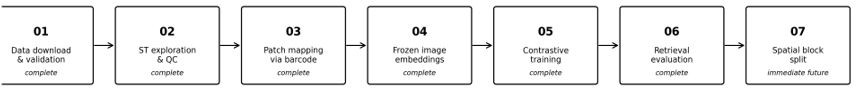 01
Data download
& validation
complete
02
ST exploration
& QC
complete
03
Patch mapping
via barcode
complete
04
Frozen image
embeddings
complete
05
Contrastive
training
complete
06
Retrieval
evaluation
complete
07
Spatial block
split
immediate future